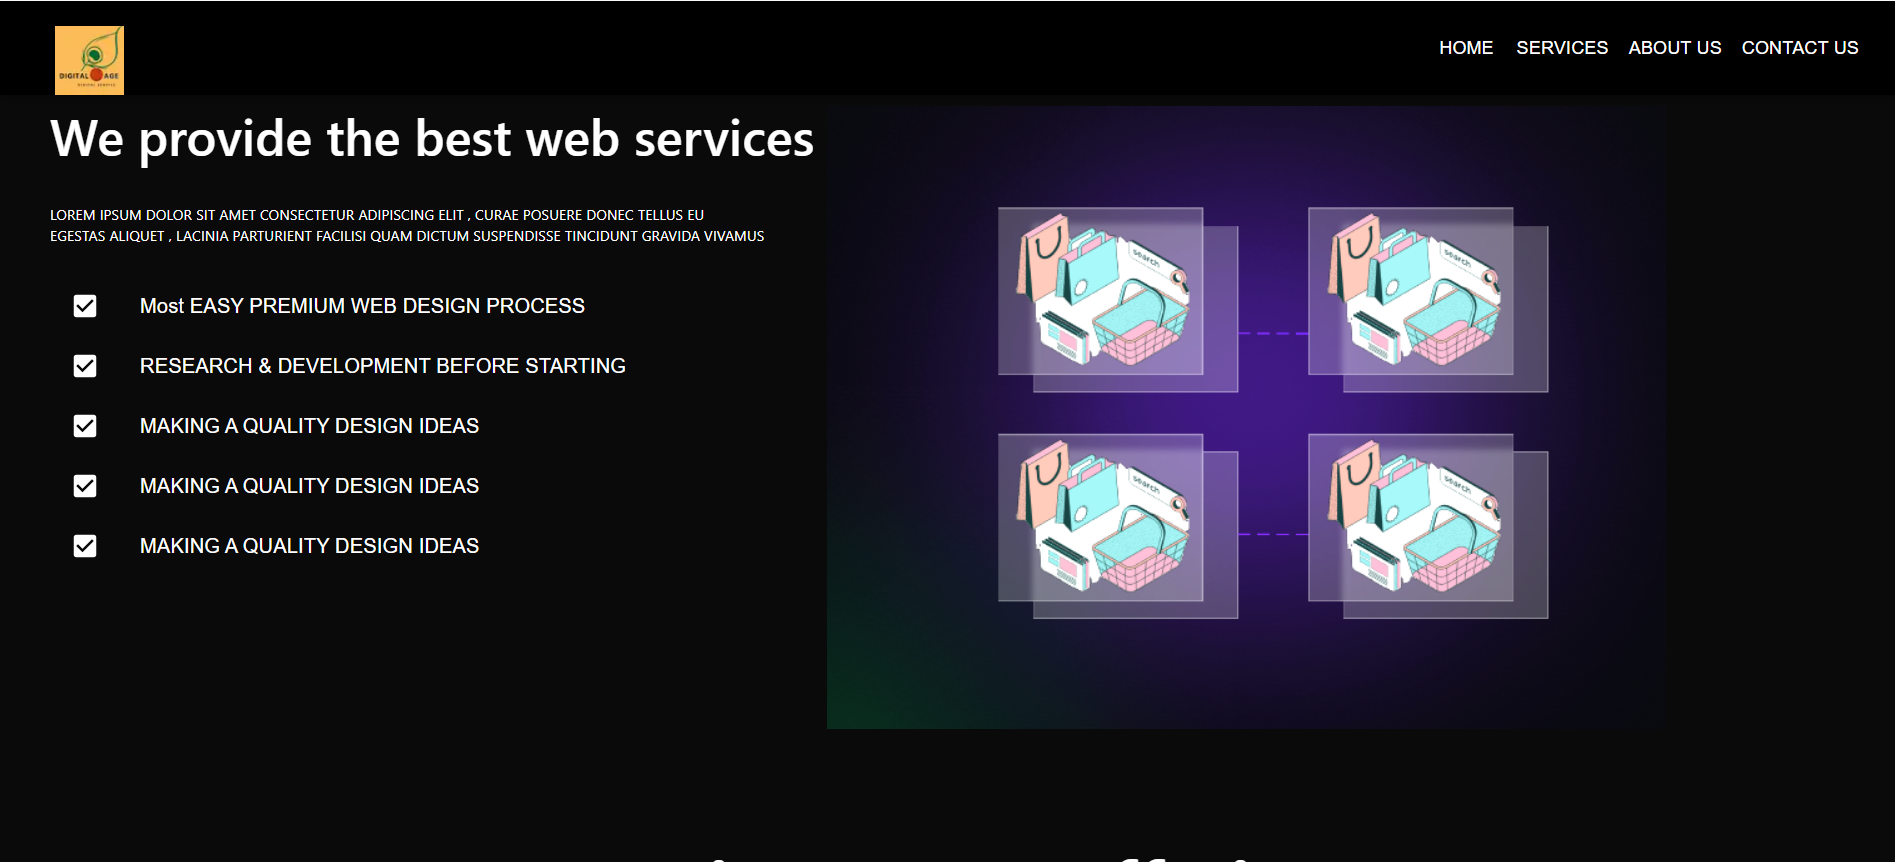 DIGITAL AGE
HOME SERVICES ABOUT US CONTACT US
We provide the best web services
LOREM IPSUM DOLOR SIT AMET CONSECTETUR ADIPISCING ELIT , CURAE POSUERE DONEC TELLUS EU
EGESTAS ALIQUET , LACINIA PARTURIENT FACILISI QUAM DICTUM SUSPENDISSE TINCIDUNT GRAVIDA VIVAMUS
Most EASY PREMIUM WEB DESIGN PROCESS
RESEARCH & DEVELOPMENT BEFORE STARTING
MAKING A QUALITY DESIGN IDEAS
MAKING A QUALITY DESIGN IDEAS
MAKING A QUALITY DESIGN IDEAS
search
search
search
search